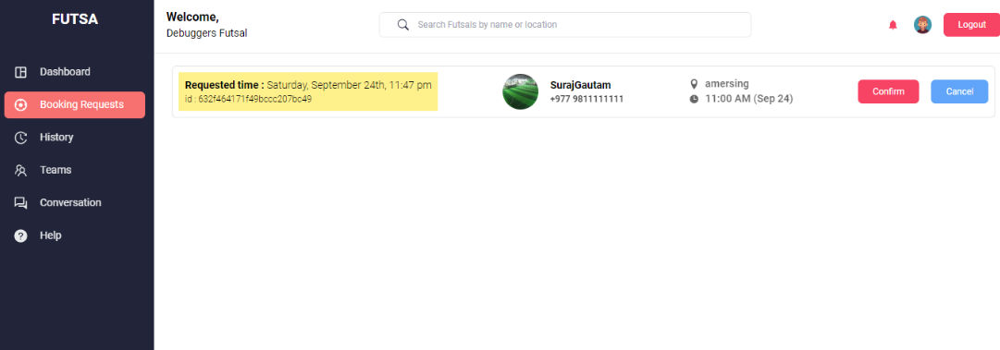 FUTSA
Dashboard
Booking Requests
History
Teams
Conversation
Help
Welcome,
Debuggers Futsal
Search Futsals by name or location
Logout
Requested time : Saturday, September 24th, 11:47 pm
id : 632f464171f49bccc207bc49
SurajGautam
+977 9811111111
amersing
11:00 AM (Sep 24)
Confirm
Cancel